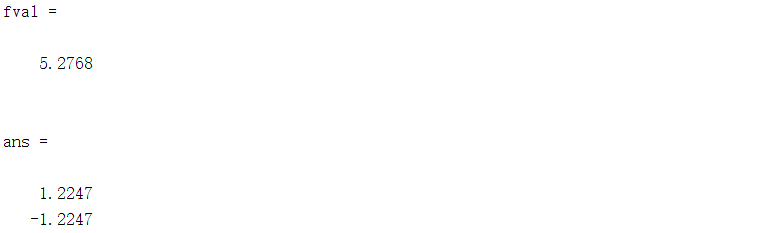 fval =
5.2768
ans =
1.2247
-1.2247